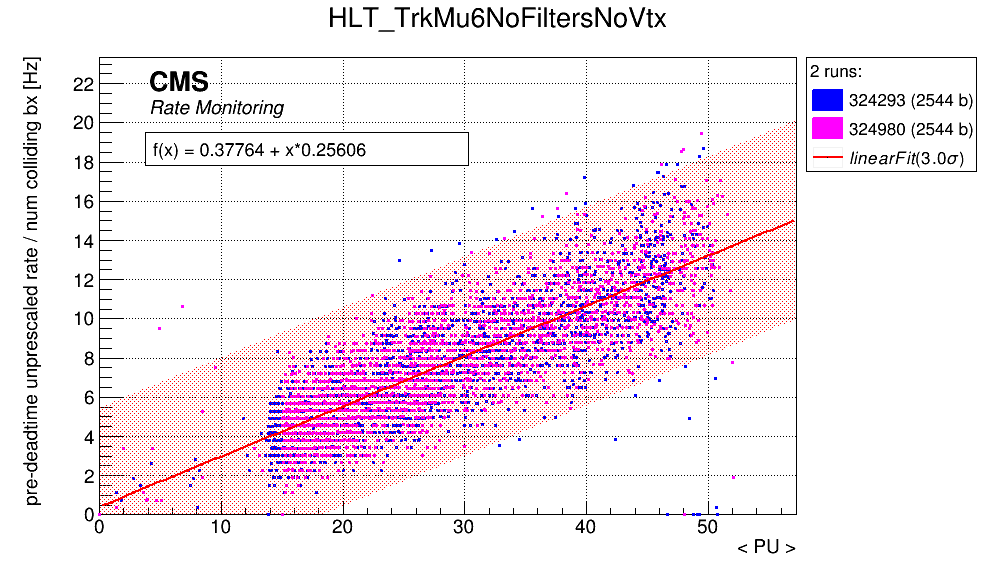 HLT_TrkMu6NoFiltersNoVtx
pre-deadtime unprescaled rate / num colliding bx [Hz]
CMS
Rate Monitoring
f(x) = 0.37764 + x*0.25606
2 runs:
324293 (2544 b)
324980 (2544 b)
linearFit(3.0σ)
22
20
18
16
14
12
10
8
6
4
2
0
0 10 20 30 40 50
< PU >